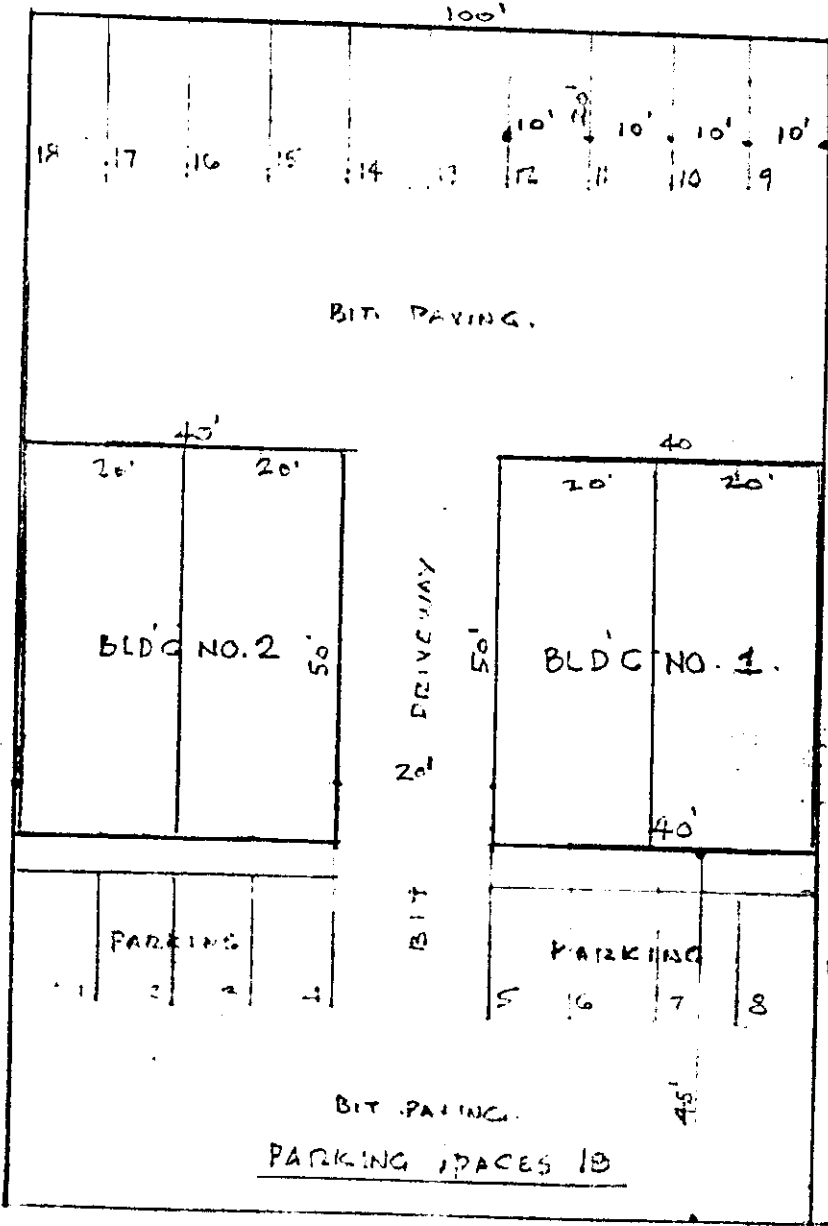 100'
10' 10' 10' 10'
18 17 16 15 14 13 12 11 10 9
BIT. PAVING.
40' 40
20' 20' 20' 20'
BLD'G NO. 2 50' BIT DRIVEWAY 50' BLD'G NO. 1.
20'
40'
PARKING PARKING
1 2 3 4 5 6 7 8
45'
BIT PAVING.
PARKING SPACES 18